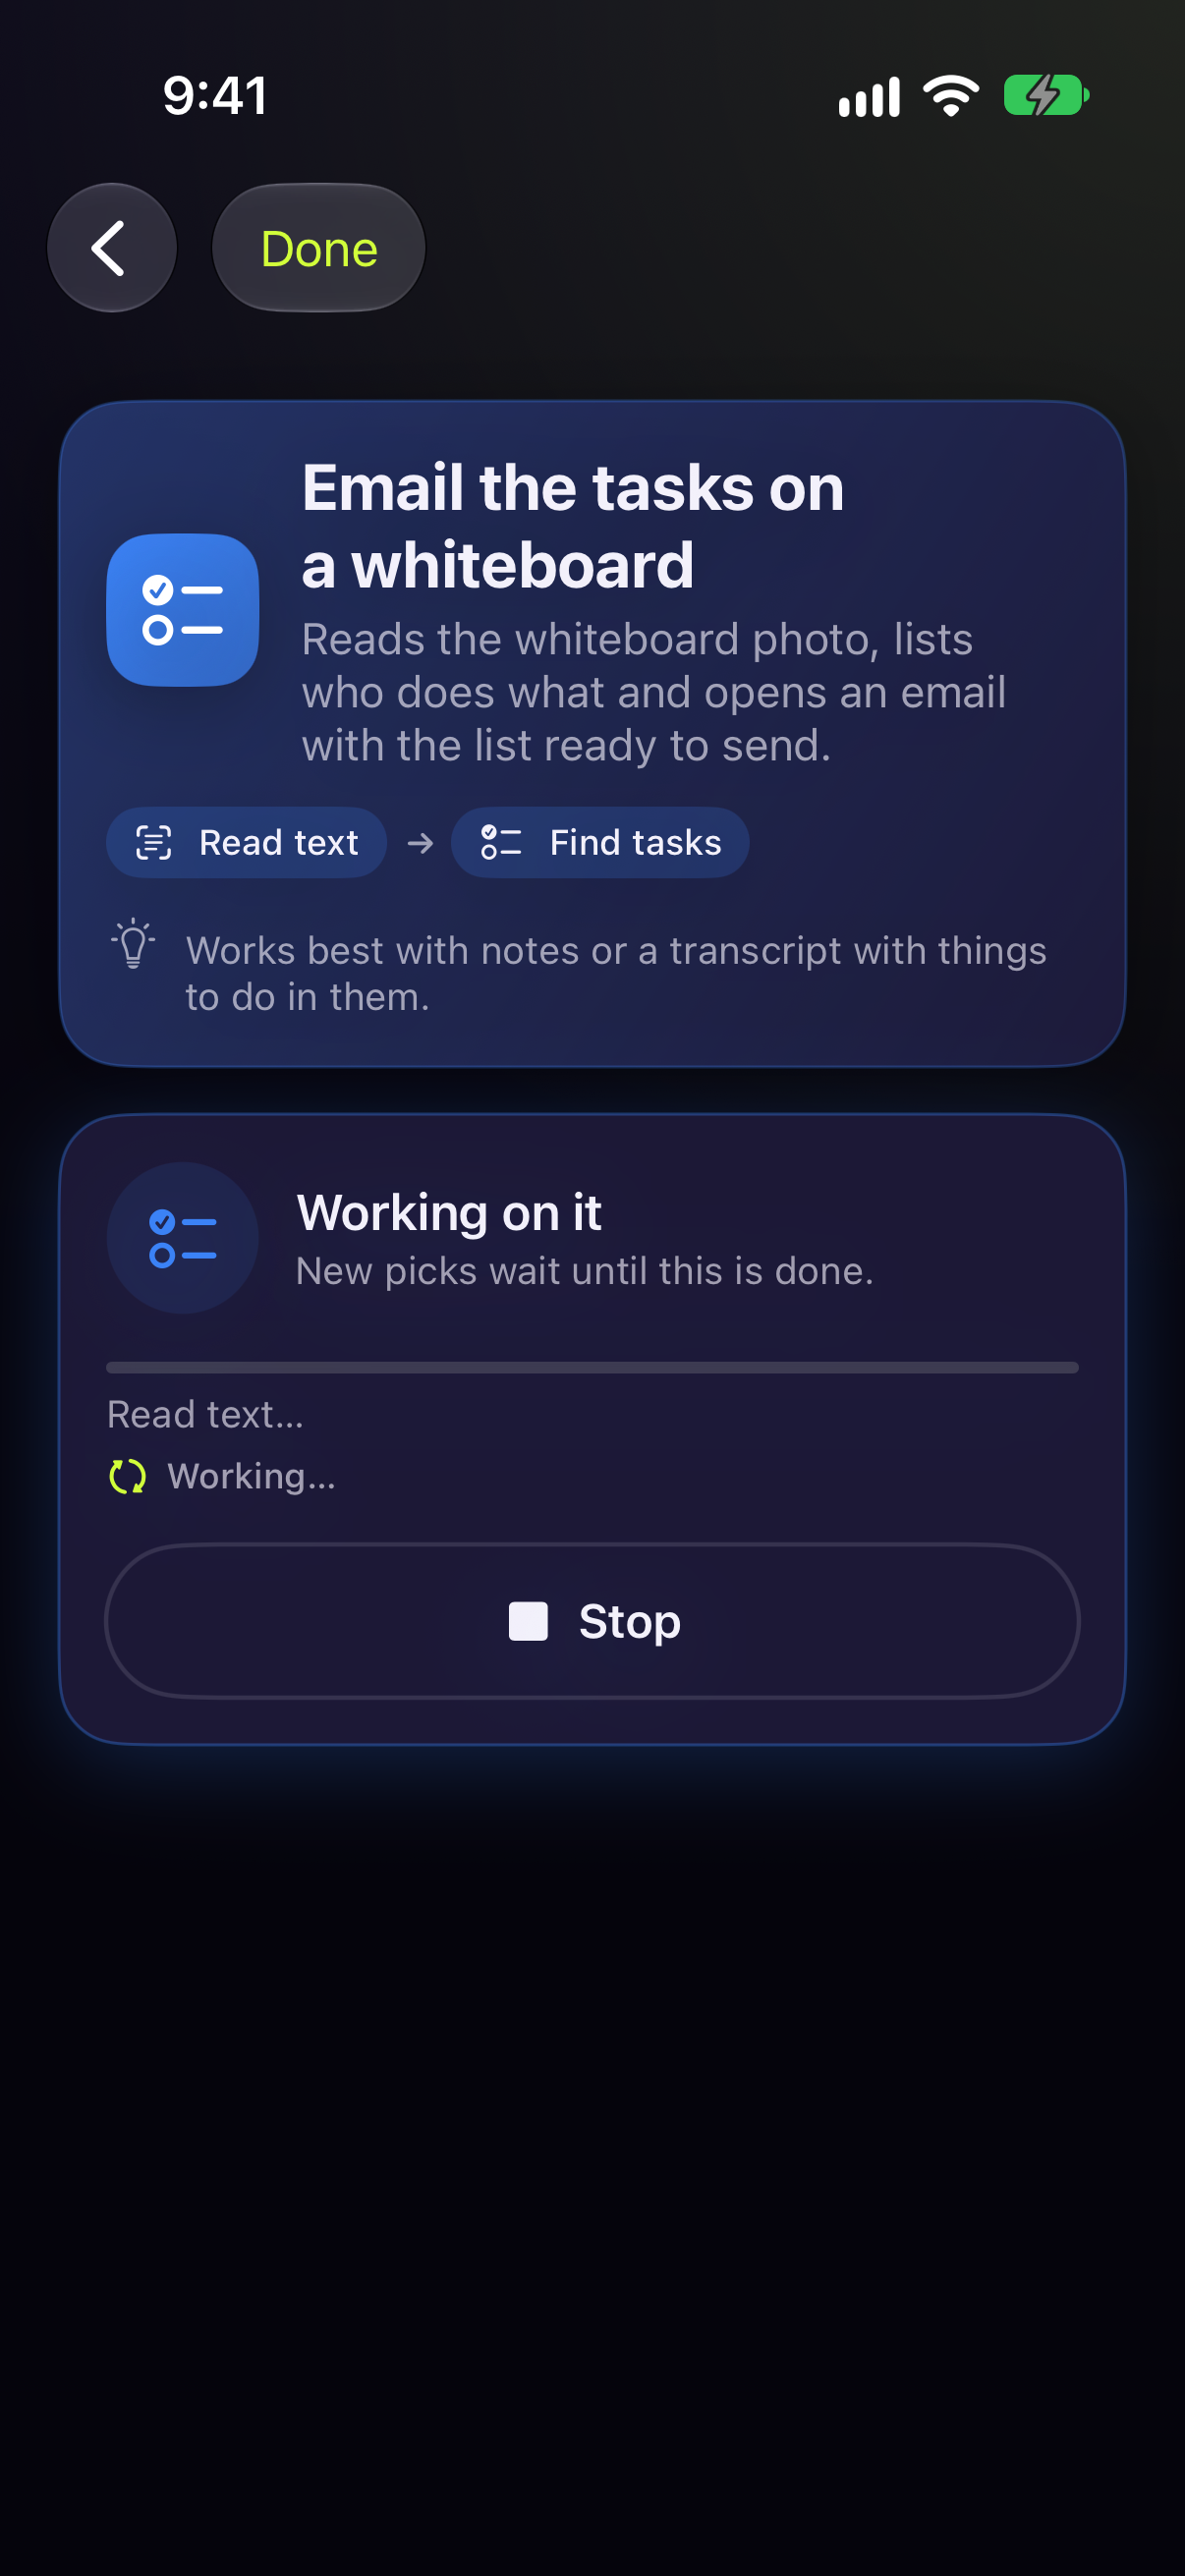 9:41
Done
Email the tasks on
a whiteboard
Reads the whiteboard photo, lists
who does what and opens an email
with the list ready to send.
Read text → Find tasks
Works best with notes or a transcript with things
to do in them.
Working on it
New picks wait until this is done.
Read text...
Working...
Stop